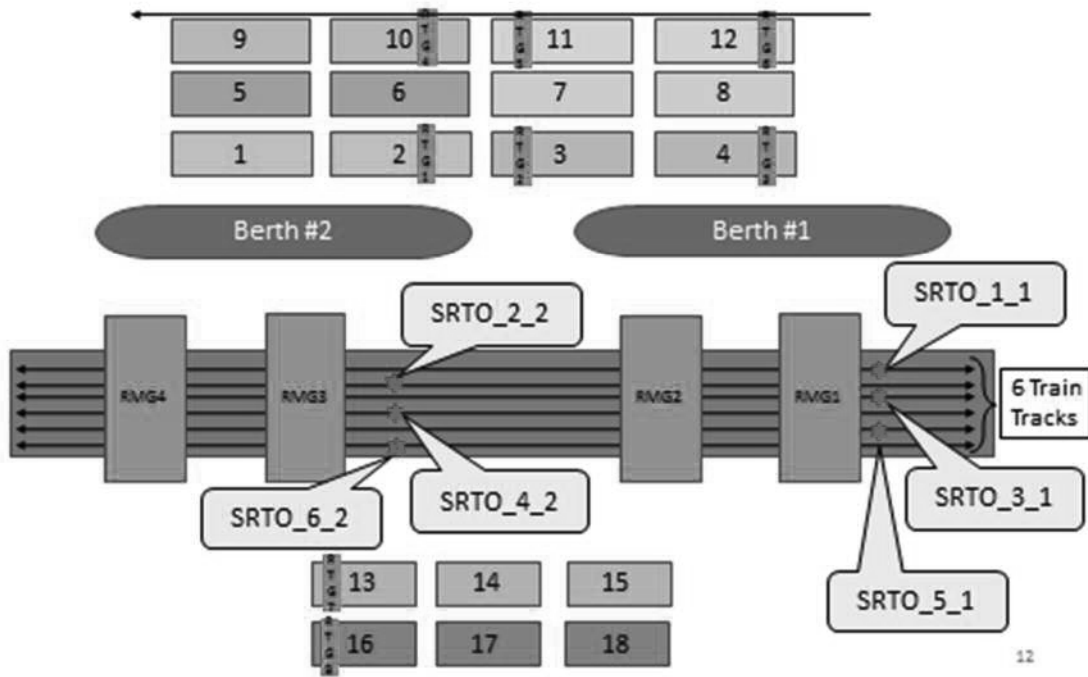 9 10 11 12
5 6 7 8
1 2 3 4
Berth #2 Berth #1
SRTO_1_1
SRTO_2_2
RMG4 RMG3 RMG2 RMG1
6 Train
Tracks
SRTO_6_2 SRTO_4_2 SRTO_3_1
13 14 15
SRTO_5_1
16 17 18
12